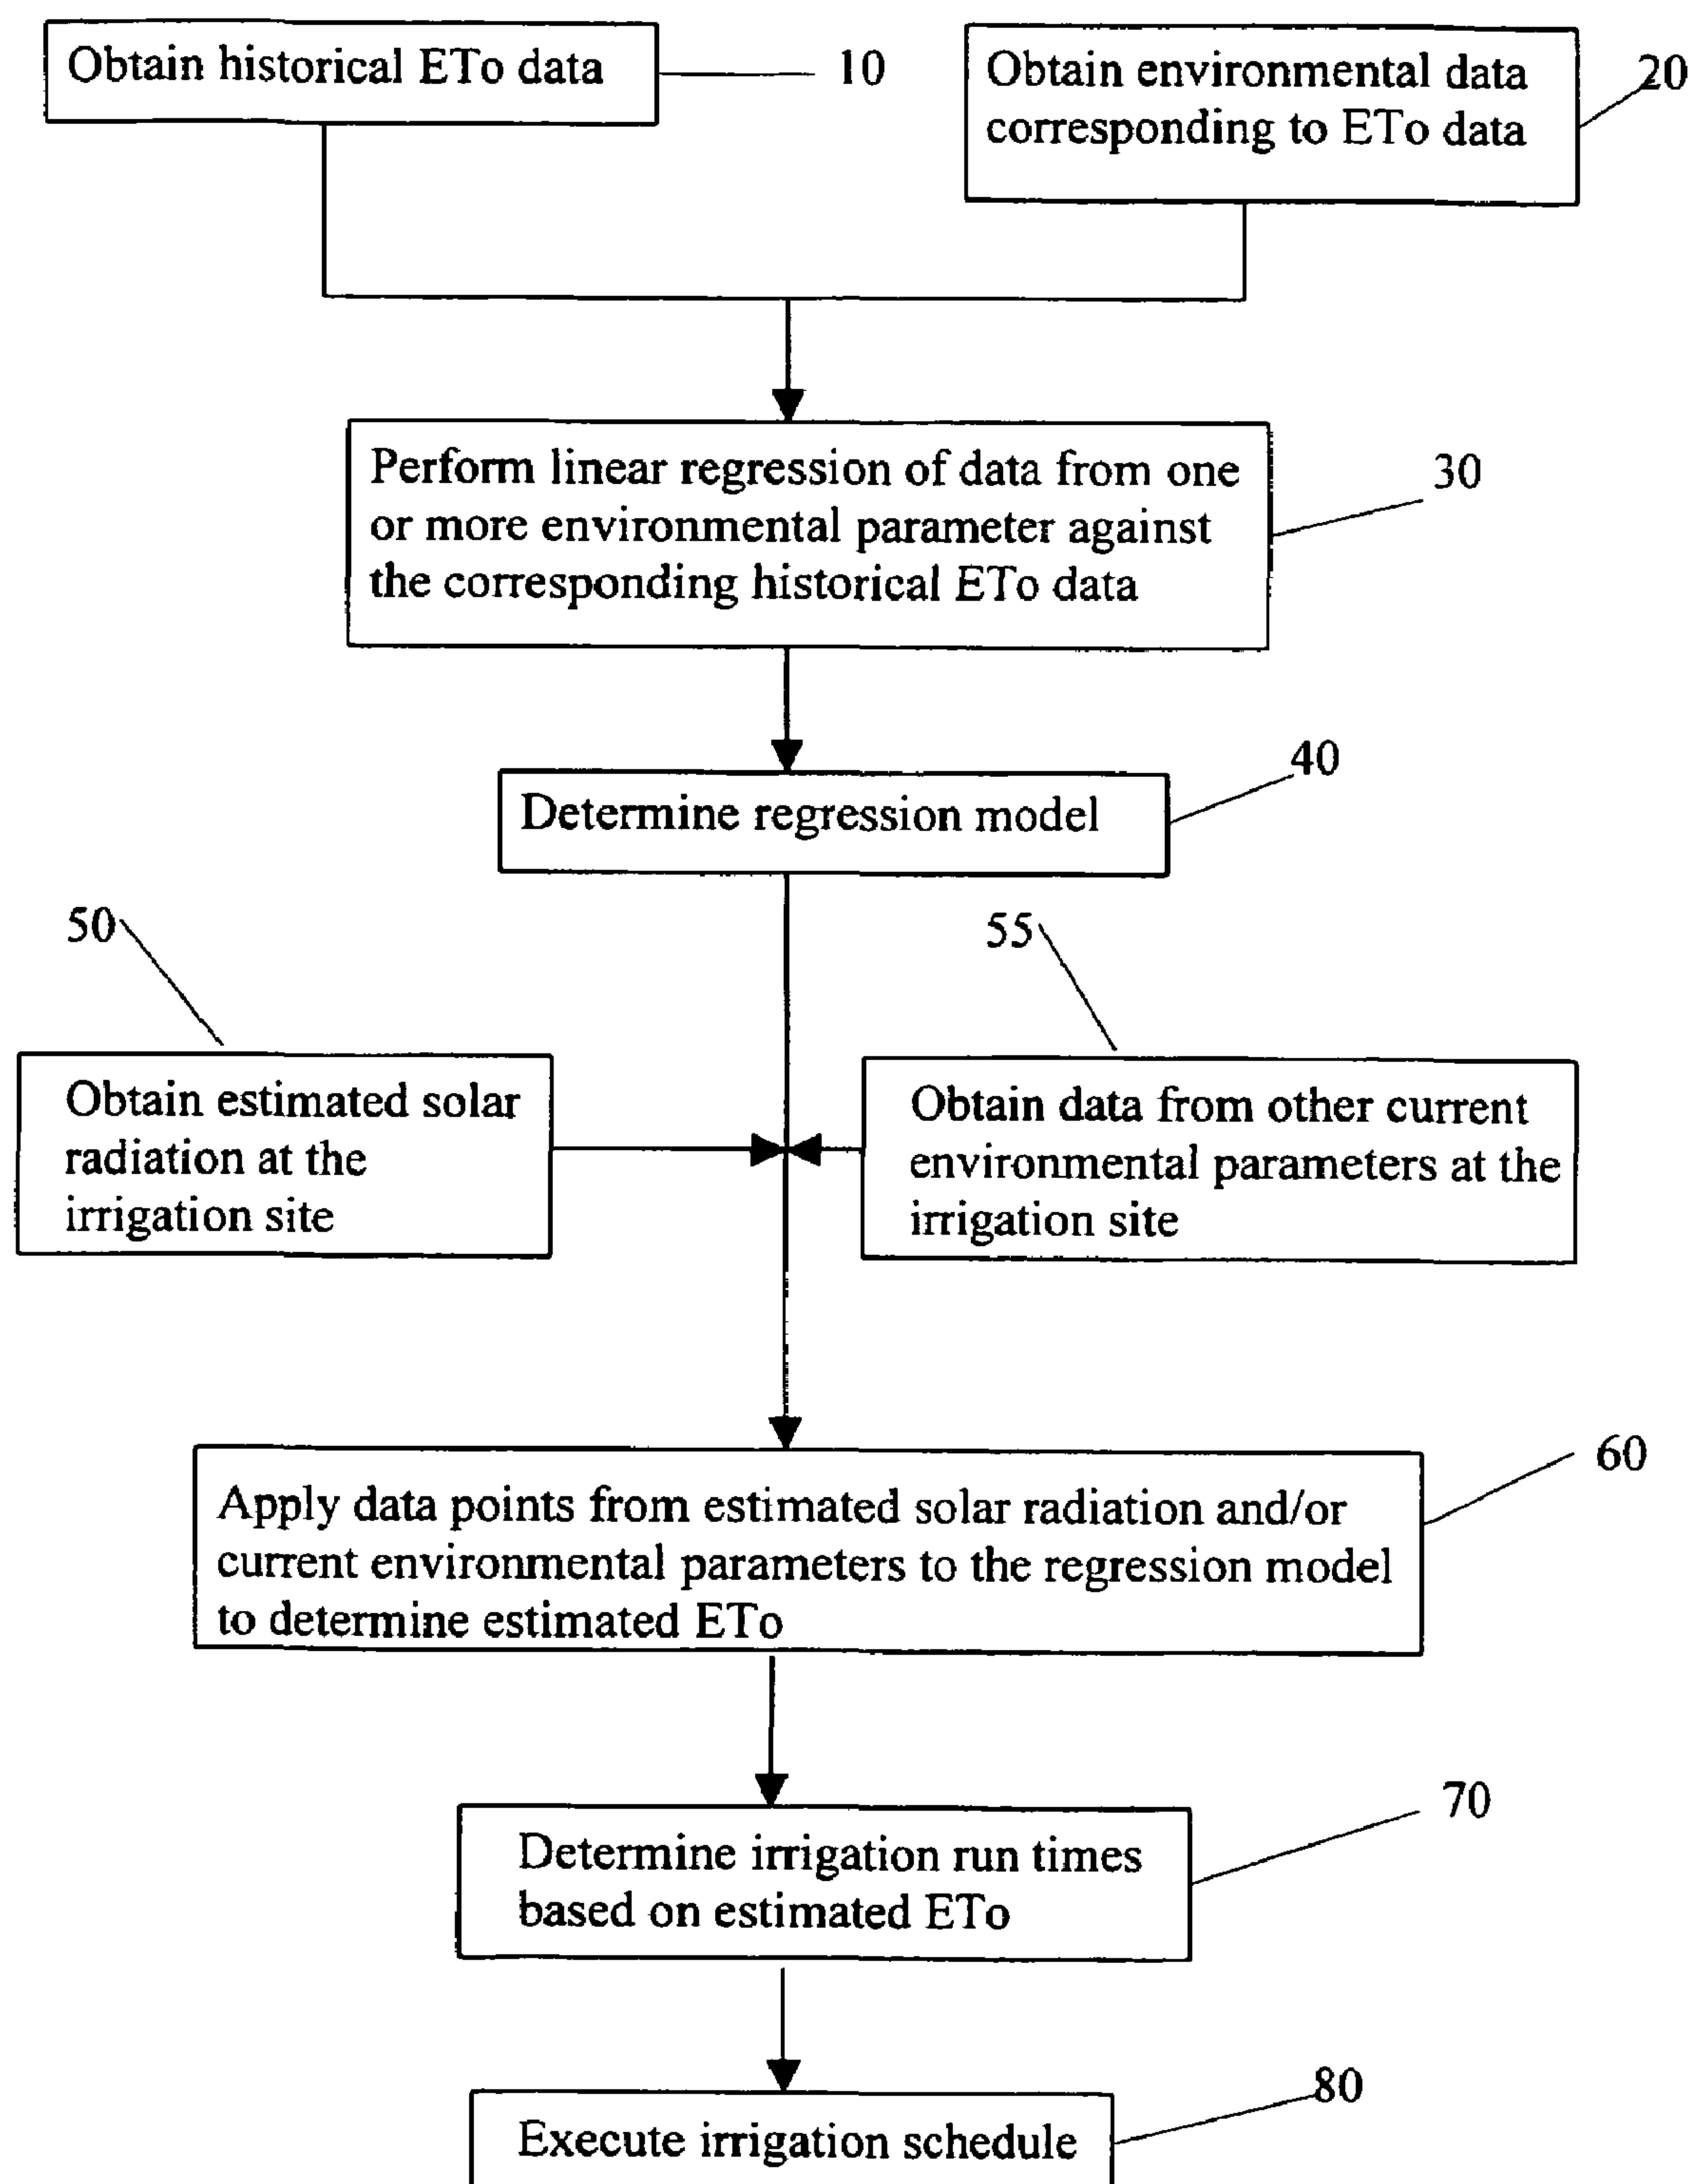 Obtain historical ETo data
10
Obtain environmental data
corresponding to ETo data
20
Perform linear regression of data from one
or more environmental parameter against
the corresponding historical ETo data
30
Determine regression model
40
50
55
Obtain estimated solar
radiation at the
irrigation site
Obtain data from other current
environmental parameters at the
irrigation site
Apply data points from estimated solar radiation and/or
current environmental parameters to the regression model
to determine estimated ETo
60
Determine irrigation run times
based on estimated ETo
70
Execute irrigation schedule
80